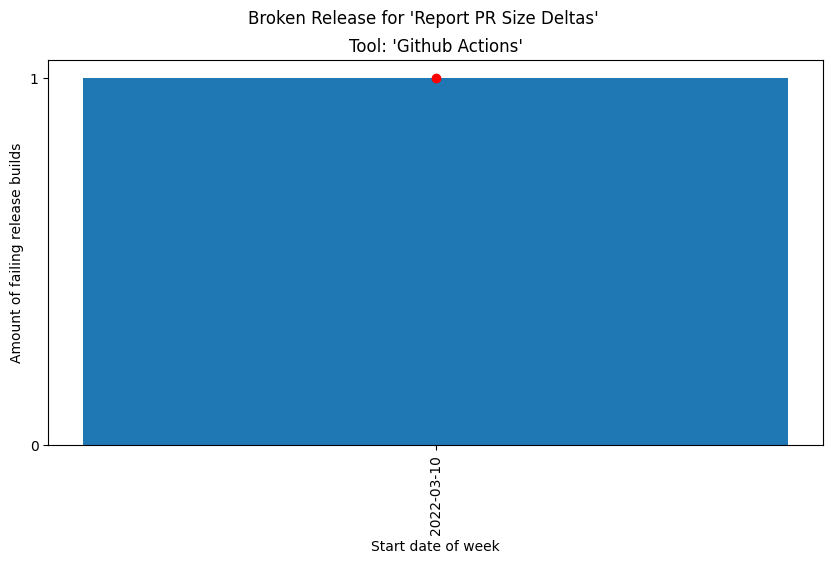 Broken Release for 'Report PR Size Deltas'
Tool: 'Github Actions'
1
0
Amount of failing release builds
2022-03-10
Start date of week